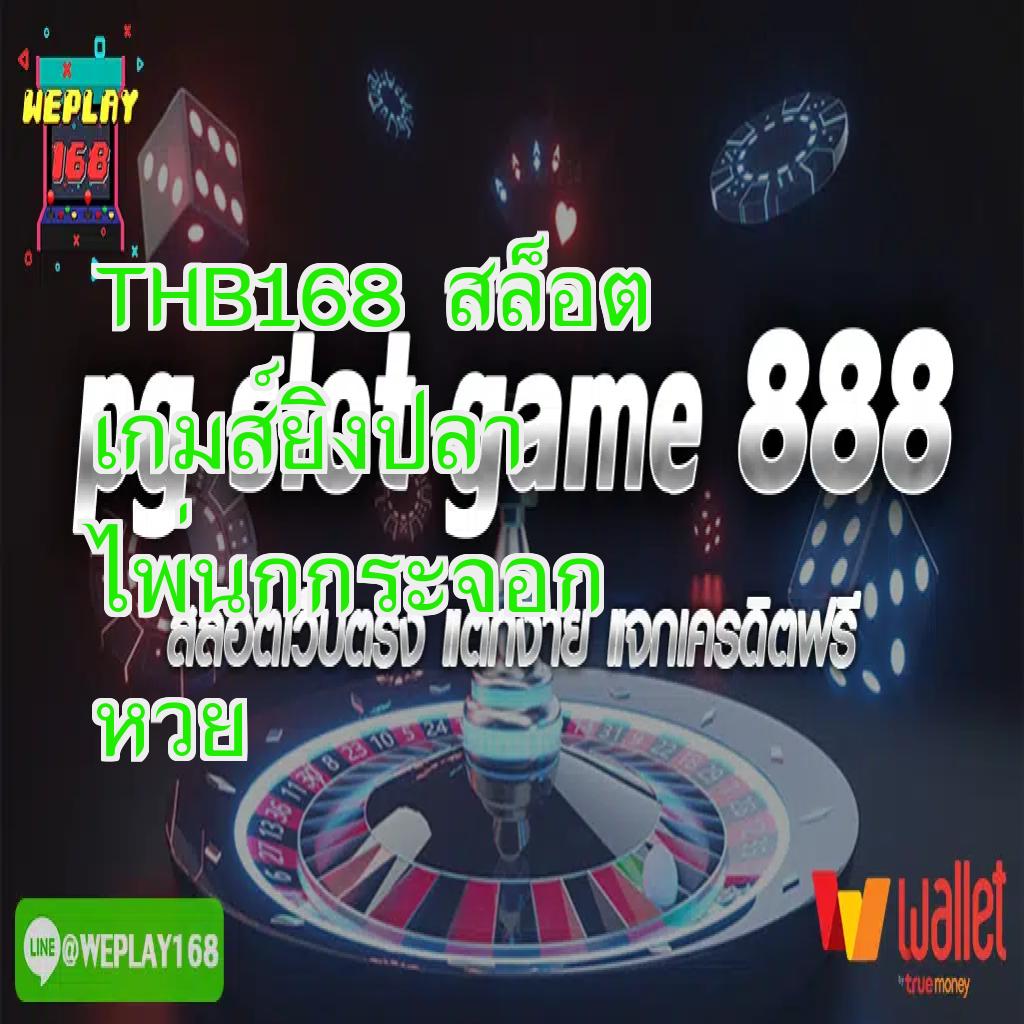 WEPLAY
168
THB168 สล็อต
pg slot game 888
เกมส์ยิงปลา
ไพ่นกกระจอก
สล็อตเว็บตรง แตกง่าย แจกเครดิตฟรี
หวย
LINE @WEPLAY168
wallet
by truemoney